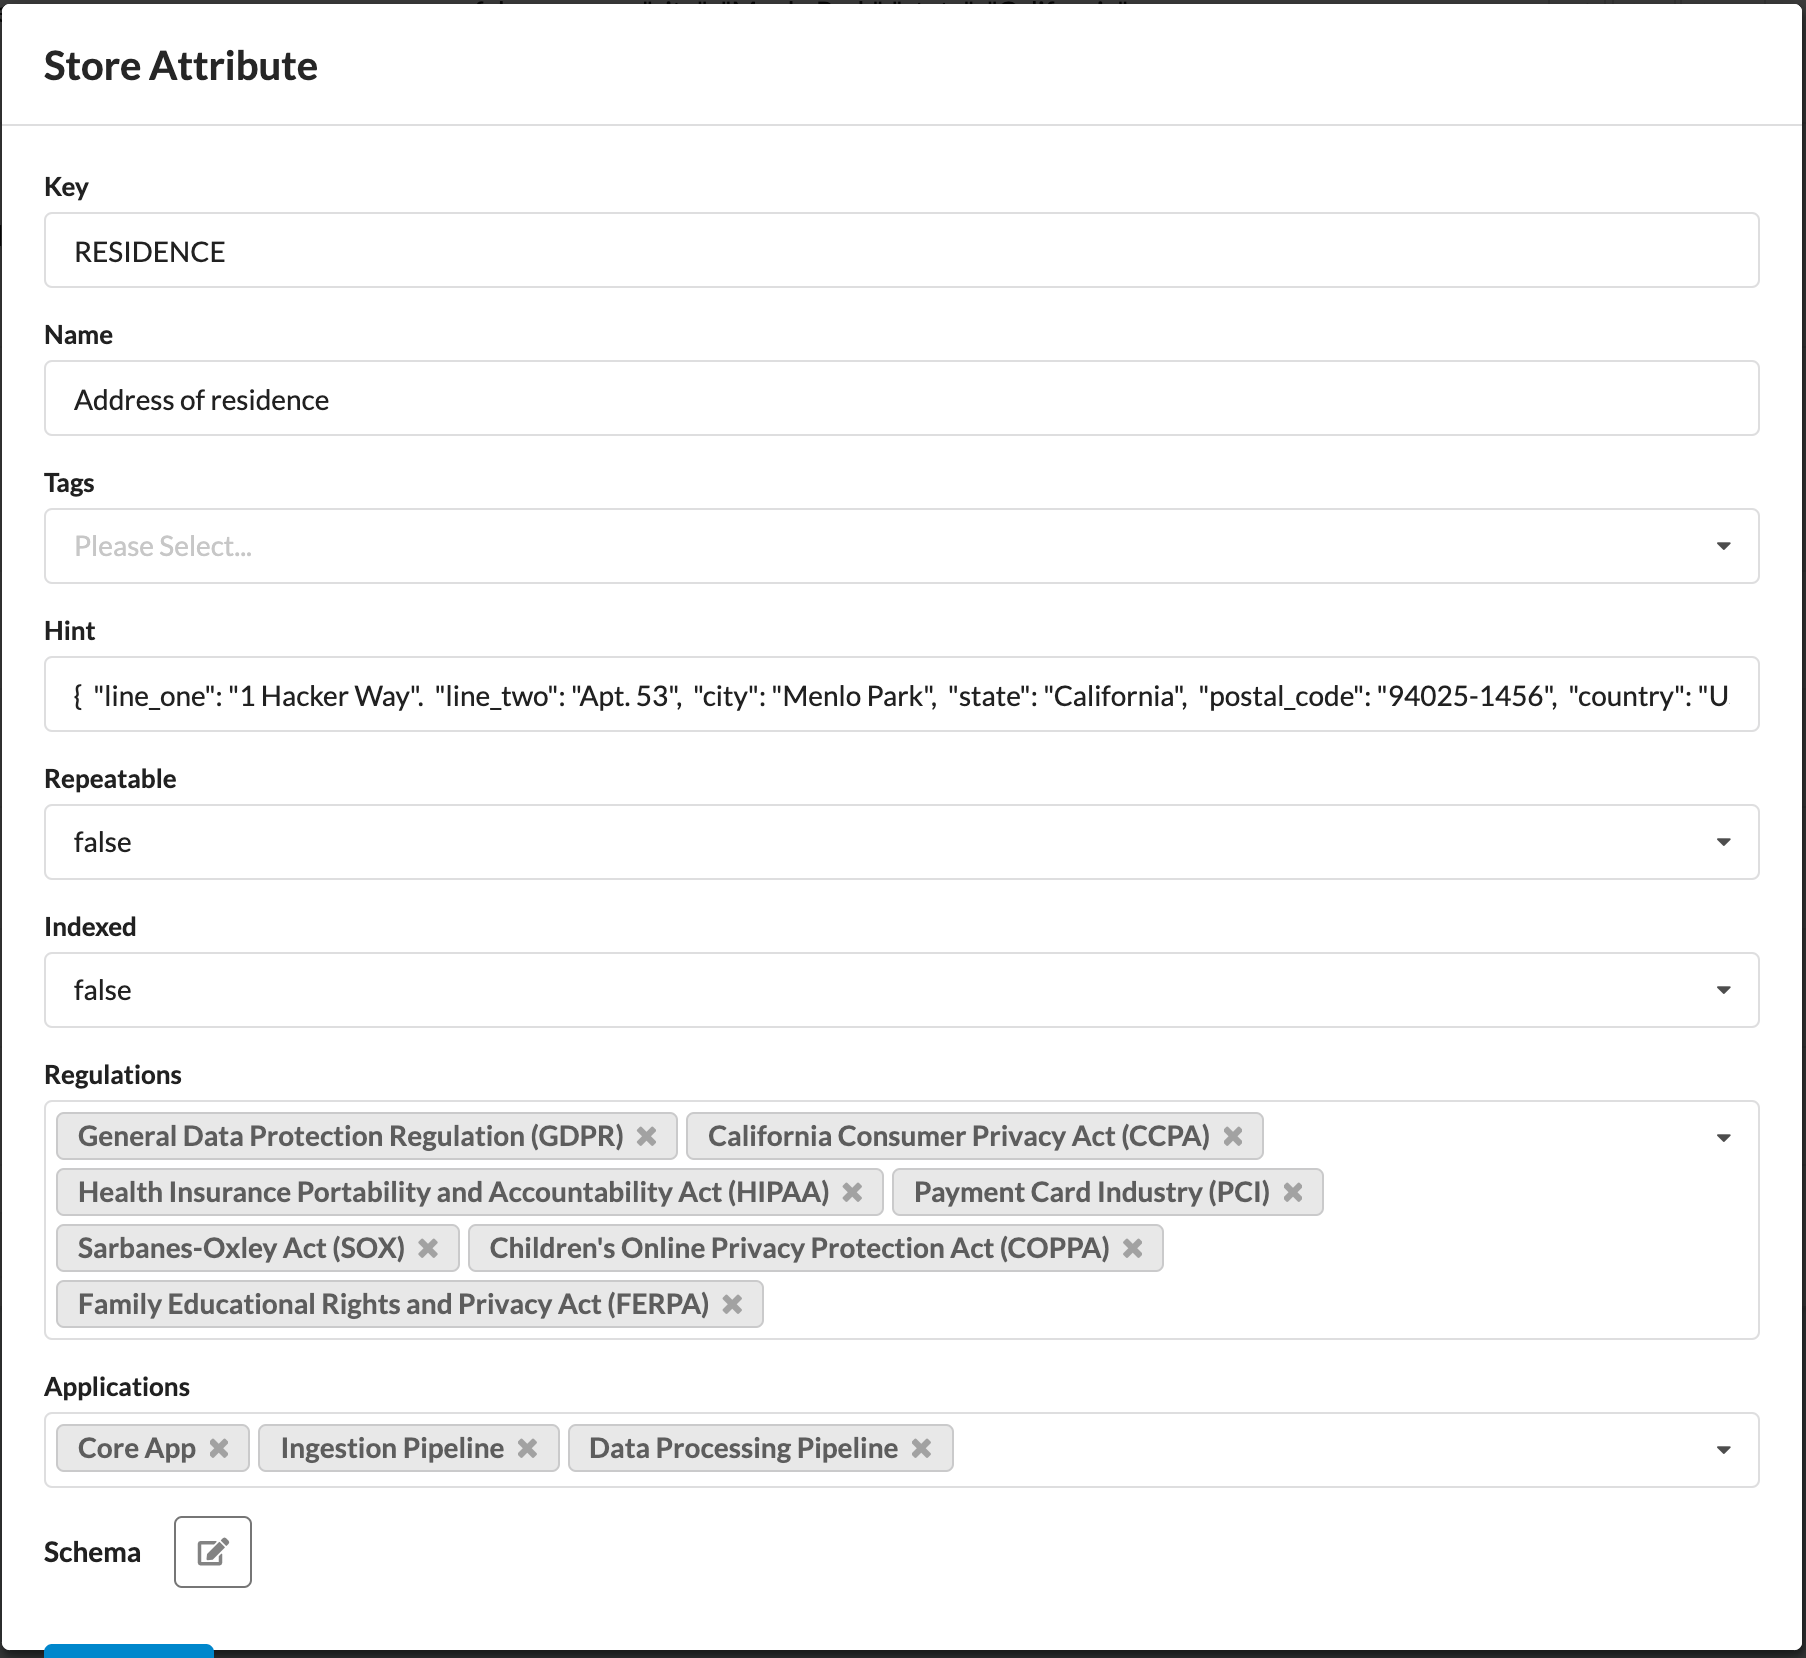 Store Attribute
Key
RESIDENCE
Name
Address of residence
Tags
Please Select...
Hint
{ "line_one": "1 Hacker Way". "line_two": "Apt. 53", "city": "Menlo Park", "state": "California", "postal_code": "94025-1456", "country": "U
Repeatable
false
Indexed
false
Regulations
General Data Protection Regulation (GDPR) ✖ California Consumer Privacy Act (CCPA) ✖
Health Insurance Portability and Accountability Act (HIPAA) ✖ Payment Card Industry (PCI) ✖
Sarbanes-Oxley Act (SOX) ✖ Children's Online Privacy Protection Act (COPPA) ✖
Family Educational Rights and Privacy Act (FERPA) ✖
Applications
Core App ✖ Ingestion Pipeline ✖ Data Processing Pipeline ✖
Schema